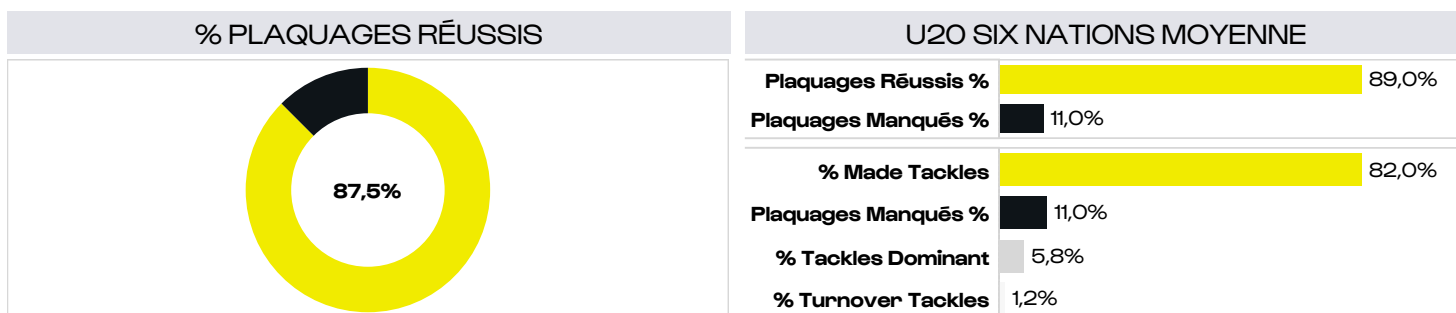 % PLAQUAGES RÉUSSIS
87,5%
U20 SIX NATIONS MOYENNE
Plaquages Réussis % 89,0%
Plaquages Manqués % 11,0%
% Made Tackles 82,0%
Plaquages Manqués % 11,0%
% Tackles Dominant 5,8%
% Turnover Tackles 1,2%